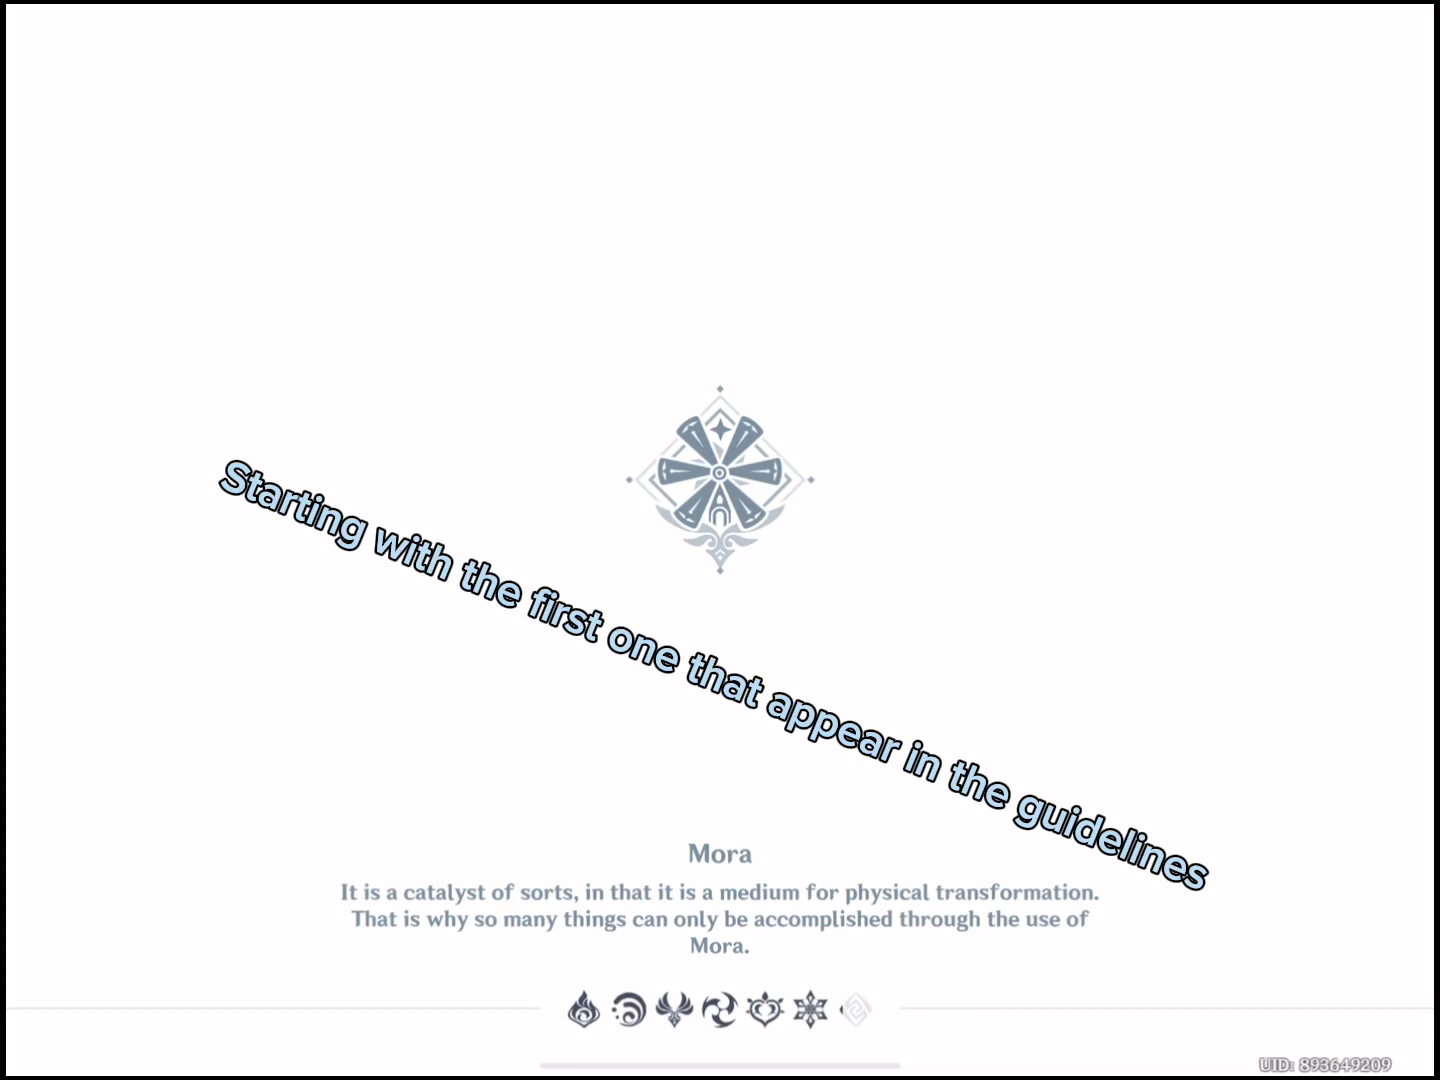 Starting with the first one that appear in the guidelines
Mora
It is a catalyst of sorts, in that it is a medium for physical transformation.
That is why so many things can only be accomplished through the use of
Mora.
UID: 893649209